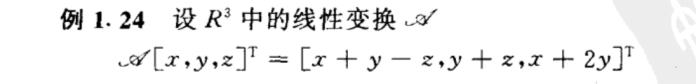 例 1.24 设 R³ 中的线性变换 𝒜
𝒜[x,y,z]ᵀ = [x + y − z,y + z,x + 2y]ᵀ